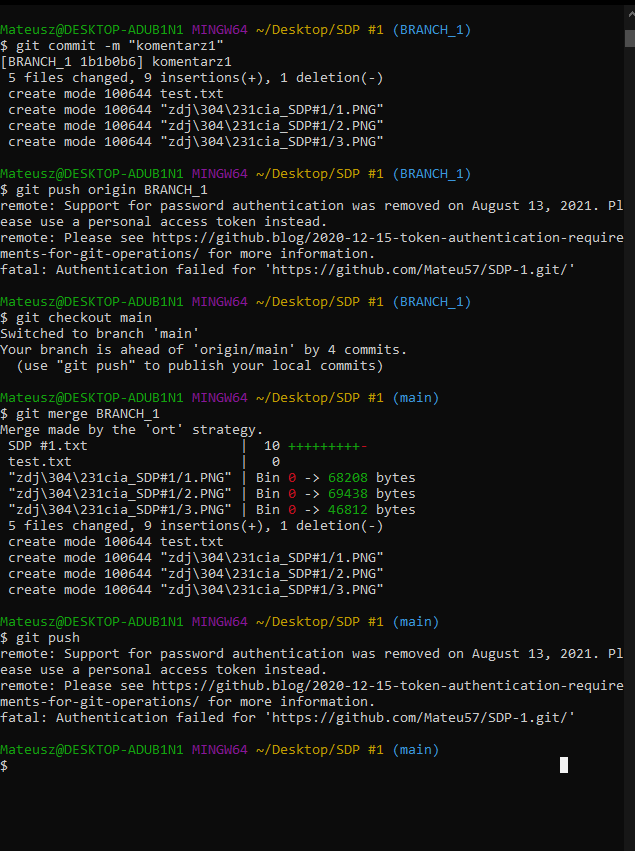 Mateusz@DESKTOP-ADUB1N1 MINGW64 ~/Desktop/SDP #1 (BRANCH_1)
$ git commit -m "komentarz1"
[BRANCH_1 1b1b0b6] komentarz1
 5 files changed, 9 insertions(+), 1 deletion(-)
 create mode 100644 test.txt
 create mode 100644 "zdj\304\231cia_SDP#1/1.PNG"
 create mode 100644 "zdj\304\231cia_SDP#1/2.PNG"
 create mode 100644 "zdj\304\231cia_SDP#1/3.PNG"

Mateusz@DESKTOP-ADUB1N1 MINGW64 ~/Desktop/SDP #1 (BRANCH_1)
$ git push origin BRANCH_1
remote: Support for password authentication was removed on August 13, 2021. Pl
ease use a personal access token instead.
remote: Please see https://github.blog/2020-12-15-token-authentication-require
ments-for-git-operations/ for more information.
fatal: Authentication failed for 'https://github.com/Mateu57/SDP-1.git/'

Mateusz@DESKTOP-ADUB1N1 MINGW64 ~/Desktop/SDP #1 (BRANCH_1)
$ git checkout main
Switched to branch 'main'
Your branch is ahead of 'origin/main' by 4 commits.
  (use "git push" to publish your local commits)

Mateusz@DESKTOP-ADUB1N1 MINGW64 ~/Desktop/SDP #1 (main)
$ git merge BRANCH_1
Merge made by the 'ort' strategy.
 SDP #1.txt                   |  10 +++++++++-
 test.txt                     |   0
 "zdj\304\231cia_SDP#1/1.PNG" | Bin 0 -> 68208 bytes
 "zdj\304\231cia_SDP#1/2.PNG" | Bin 0 -> 69438 bytes
 "zdj\304\231cia_SDP#1/3.PNG" | Bin 0 -> 46812 bytes
 5 files changed, 9 insertions(+), 1 deletion(-)
 create mode 100644 test.txt
 create mode 100644 "zdj\304\231cia_SDP#1/1.PNG"
 create mode 100644 "zdj\304\231cia_SDP#1/2.PNG"
 create mode 100644 "zdj\304\231cia_SDP#1/3.PNG"

Mateusz@DESKTOP-ADUB1N1 MINGW64 ~/Desktop/SDP #1 (main)
$ git push
remote: Support for password authentication was removed on August 13, 2021. Pl
ease use a personal access token instead.
remote: Please see https://github.blog/2020-12-15-token-authentication-require
ments-for-git-operations/ for more information.
fatal: Authentication failed for 'https://github.com/Mateu57/SDP-1.git/'

Mateusz@DESKTOP-ADUB1N1 MINGW64 ~/Desktop/SDP #1 (main)
$